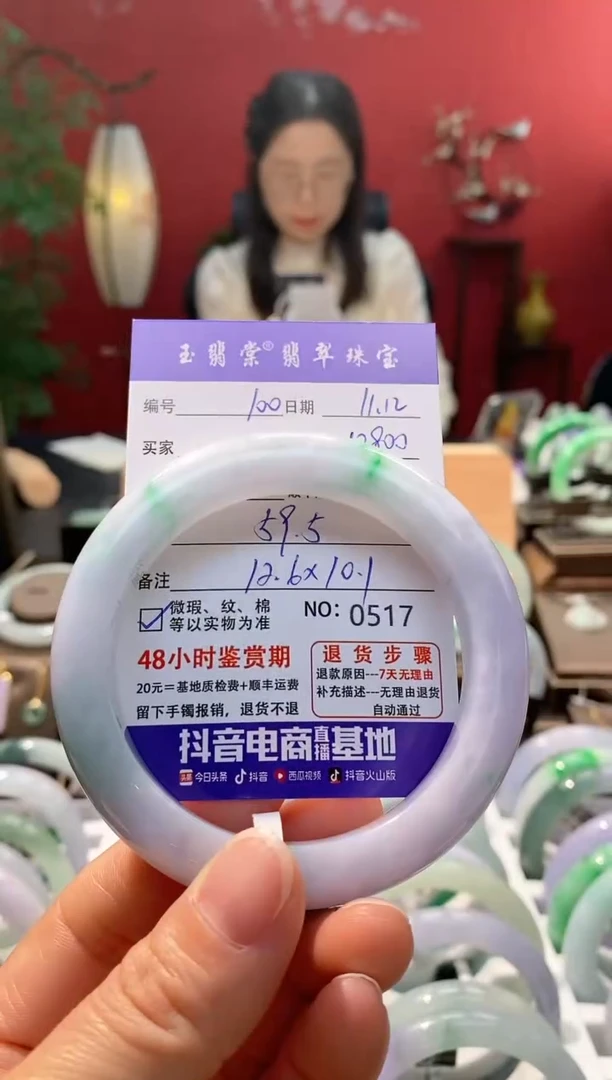 玉翡棠®翡翠珠宝
编号 100 日期 11.12
买家 12800
59.5
备注 12.6x10.1
微瑕、纹、棉
等以实物为准
NO: 0517
48小时鉴赏期
20元=基地质检费+顺丰运费
留下手镯报销，退货不退
退货步骤
退款原因---7天无理由
补充描述---无理由退货
自动通过
抖音电商直播基地
头条 今日头条 抖音 西瓜视频 抖音火山版